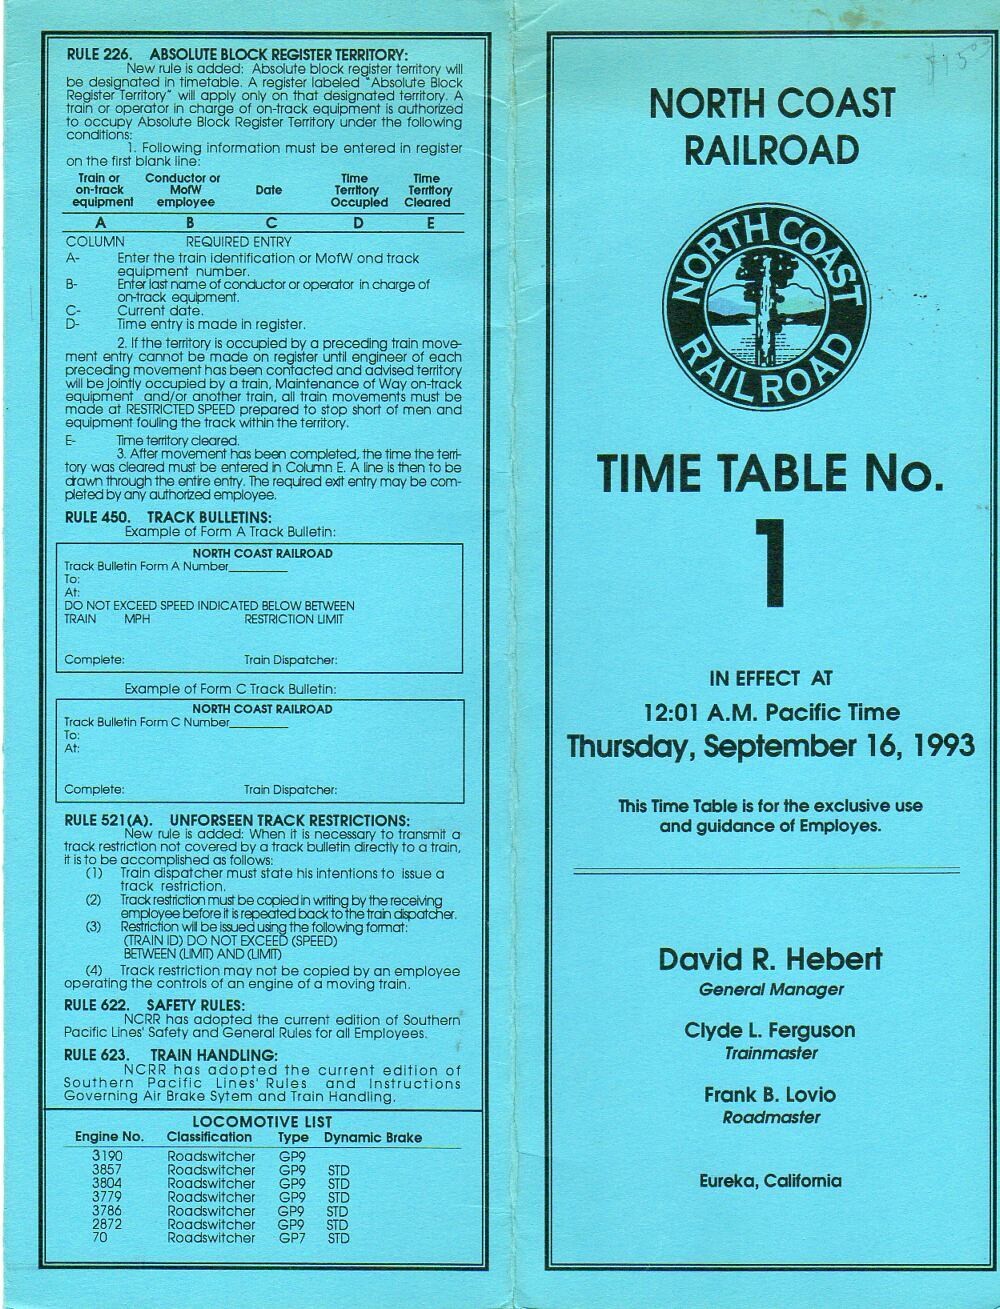 RULE 226. ABSOLUTE BLOCK REGISTER TERRITORY:
New rule is added: Absolute block register territory will
be designated in timetable. A register labeled "Absolute Block
Register Territory" will apply only on that designated territory. A
train or operator in charge of on-track equipment is authorized
to occupy Absolute Block Register Territory under the following
conditions:
1. Following information must be entered in register
on the first blank line:
Train or Conductor or Time Time
on-track MofW Date Territory Territory
equipment employee Occupied Cleared
A B C D E
COLUMN REQUIRED ENTRY
A- Enter the train identification or MofW ond track
equipment number.
B- Enter last name of conductor or operator in charge of
on-track equipment.
C- Current date.
D- Time entry is made in register.
2. If the territory is occupied by a preceding train move-
ment entry cannot be made on register until engineer of each
preceding movement has been contacted and advised territory
will be jointly occupied by a train, Maintenance of Way on-track
equipment and/or another train, all train movements must be
made at RESTRICTED SPEED prepared to stop short of men and
equipment fouling the track within the territory.
E- Time territory cleared.
3. After movement has been completed, the time the terri-
tory was cleared must be entered in Column E. A line is then to be
drawn through the entire entry. The required exit entry may be com-
pleted by any authorized employee.
RULE 450. TRACK BULLETINS:
Example of Form A Track Bulletin:
NORTH COAST RAILROAD
Track Bulletin Form A Number_________
To:
At:
DO NOT EXCEED SPEED INDICATED BELOW BETWEEN
TRAIN MPH RESTRICTION LIMIT
Complete: Train Dispatcher:
Example of Form C Track Bulletin:
NORTH COAST RAILROAD
Track Bulletin Form C Number_________
To:
At:
Complete: Train Dispatcher:
RULE 521(A). UNFORSEEN TRACK RESTRICTIONS:
New rule is added: When it is necessary to transmit a
track restriction not covered by a track bulletin directly to a train,
it is to be accomplished as follows:
(1) Train dispatcher must state his intentions to issue a
track restriction.
(2) Track restriction must be copied in writing by the receiving
employee before it is repeated back to the train dispatcher.
(3) Restriction will be issued using the following format:
(TRAIN ID) DO NOT EXCEED (SPEED)
BETWEEN (LIMIT) AND (LIMIT)
(4) Track restriction may not be copied by an employee
operating the controls of an engine of a moving train.
RULE 622. SAFETY RULES:
NCRR has adopted the current edition of Southern
Pacific Lines' Safety and General Rules for all Employees.
RULE 623. TRAIN HANDLING:
NCRR has adopted the current edition of
Southern Pacific Lines' Rules and Instructions
Governing Air Brake Sytem and Train Handling.
LOCOMOTIVE LIST
Engine No. Classification Type Dynamic Brake
3190 Roadswitcher GP9
3857 Roadswitcher GP9 STD
3804 Roadswitcher GP9 STD
3779 Roadswitcher GP9 STD
3786 Roadswitcher GP9 STD
2872 Roadswitcher GP9 STD
70 Roadswitcher GP7 STD
$15.00
NORTH COAST
RAILROAD
NORTH COAST
RAILROAD
TIME TABLE No.
1
IN EFFECT AT
12:01 A.M. Pacific Time
Thursday, September 16, 1993
This Time Table is for the exclusive use
and guidance of Employes.
David R. Hebert
General Manager
Clyde L. Ferguson
Trainmaster
Frank B. Lovio
Roadmaster
Eureka, California